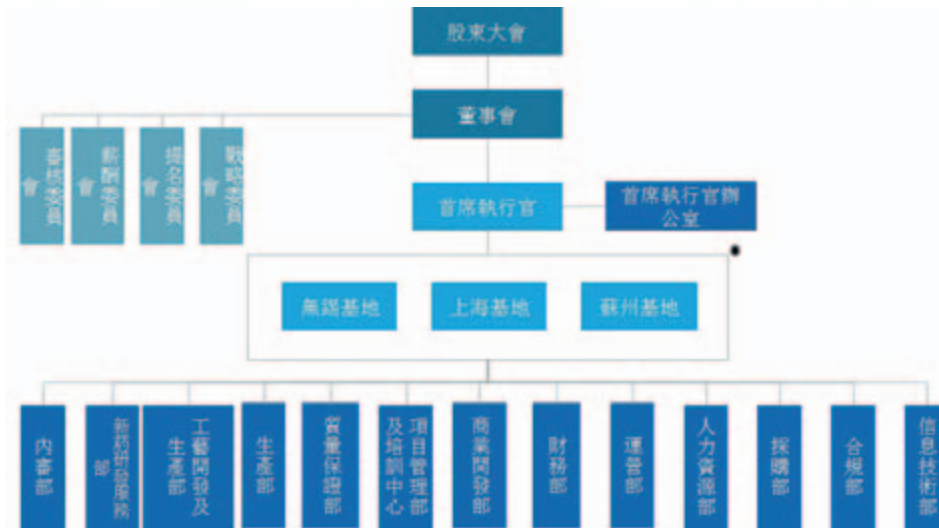 股東大會
董事會
審核委員
會
薪酬委員
會
提名委員
會
戰略委員
會
首席執行官
首席執行官辦
公室
無錫基地
上海基地
蘇州基地
內審部
新葯研發服務
部
工藝開發及
生產部
生產部
質量保證部
項目管理部
及培訓中心
商業開發部
財務部
運營部
人力資源部
採購部
合規部
信息技術部